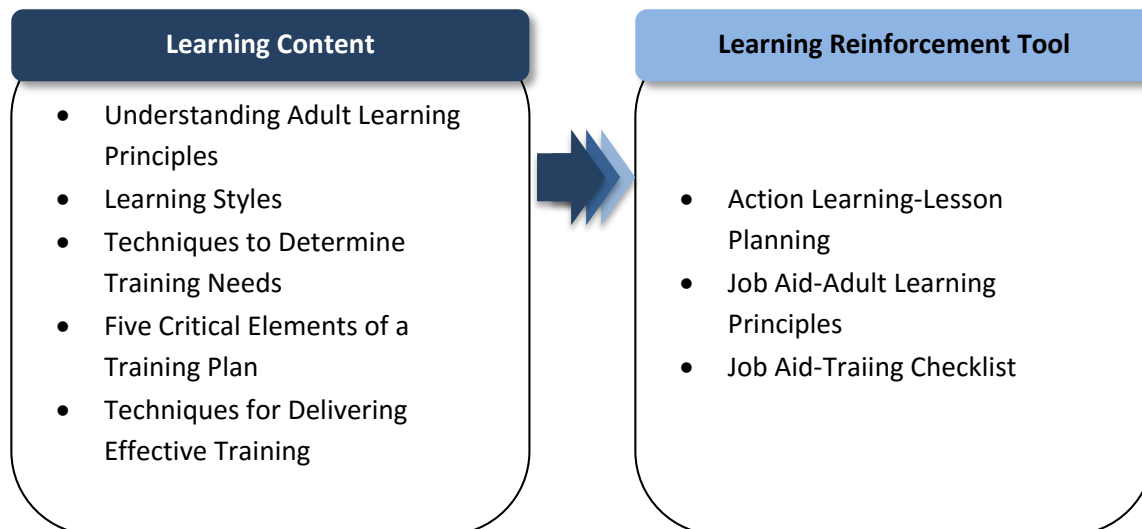 Learning Content
• Understanding Adult Learning
Principles
• Learning Styles
• Techniques to Determine
Training Needs
• Five Critical Elements of a
Training Plan
• Techniques for Delivering
Effective Training
Learning Reinforcement Tool
• Action Learning-Lesson
Planning
• Job Aid-Adult Learning
Principles
• Job Aid-Traiing Checklist